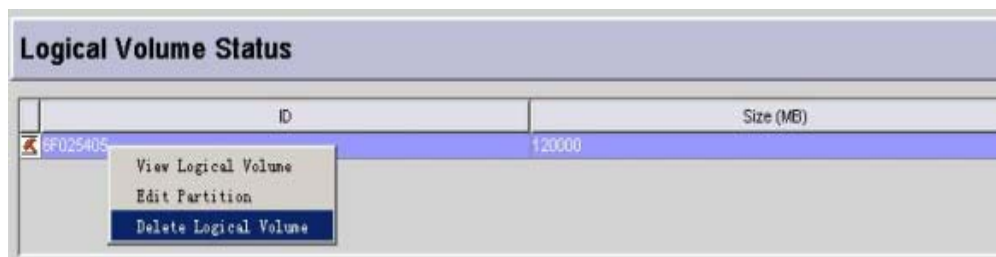 Logical Volume Status
ID Size (MB)
6F025405 120000
View Logical Volume
Edit Partition
Delete Logical Volume